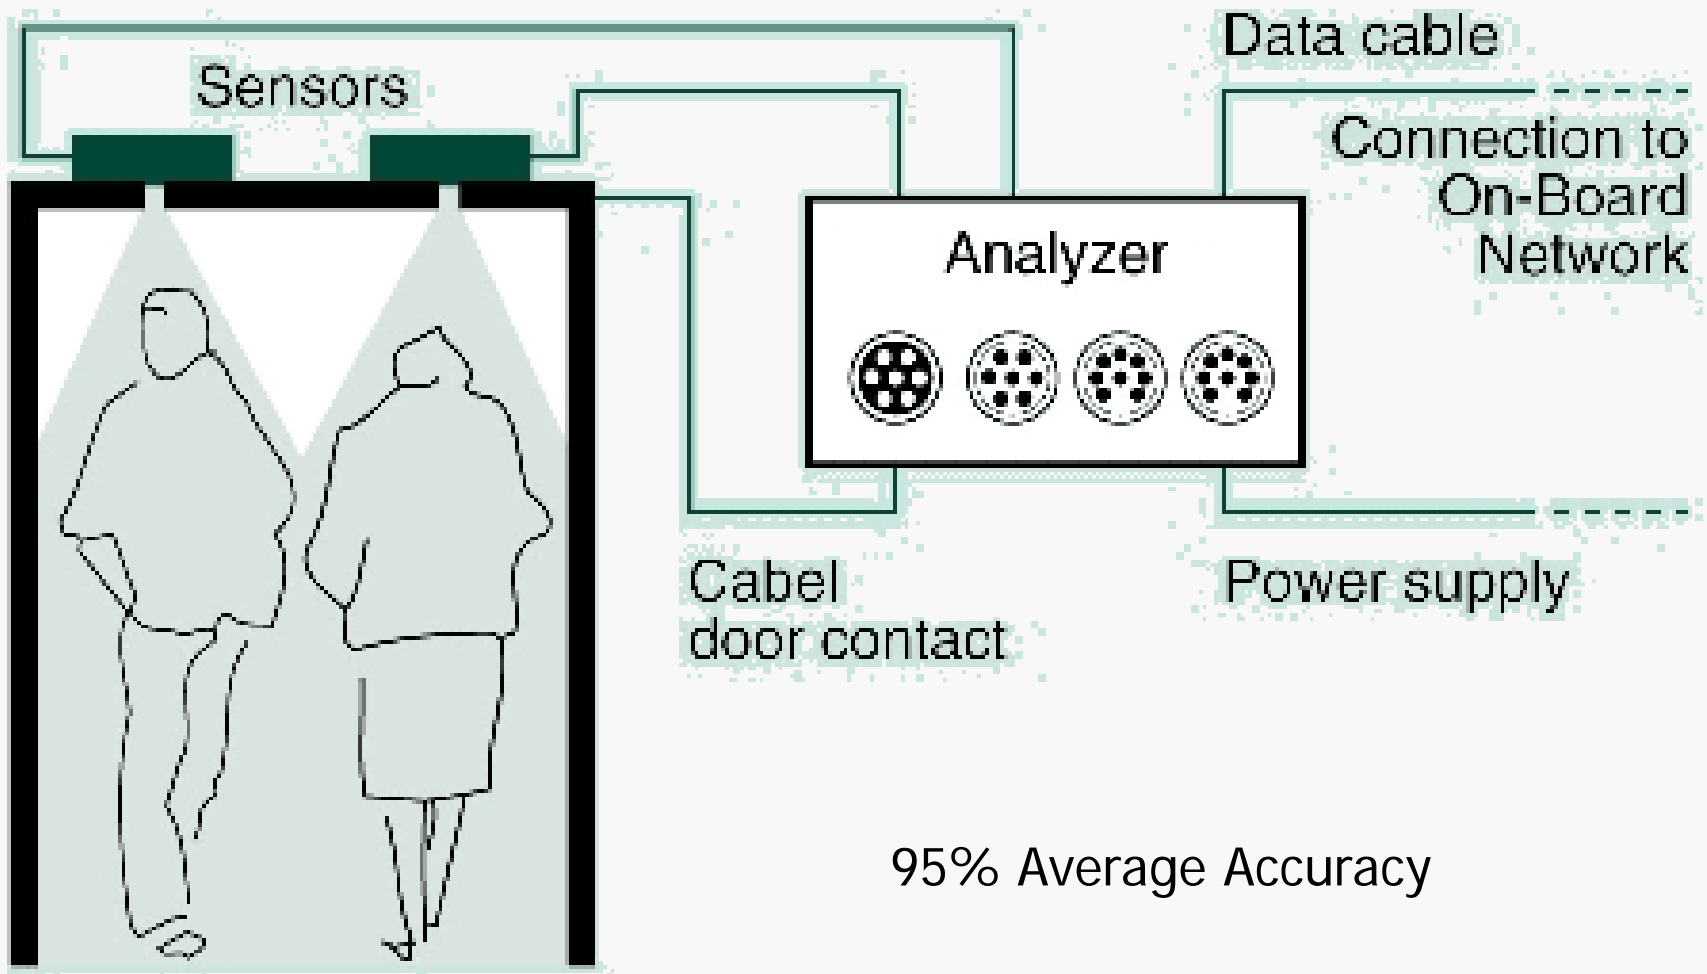 Data cable
Sensors
Connection to
On-Board
Network
Analyzer
Cabel
door contact
Power supply
95% Average Accuracy